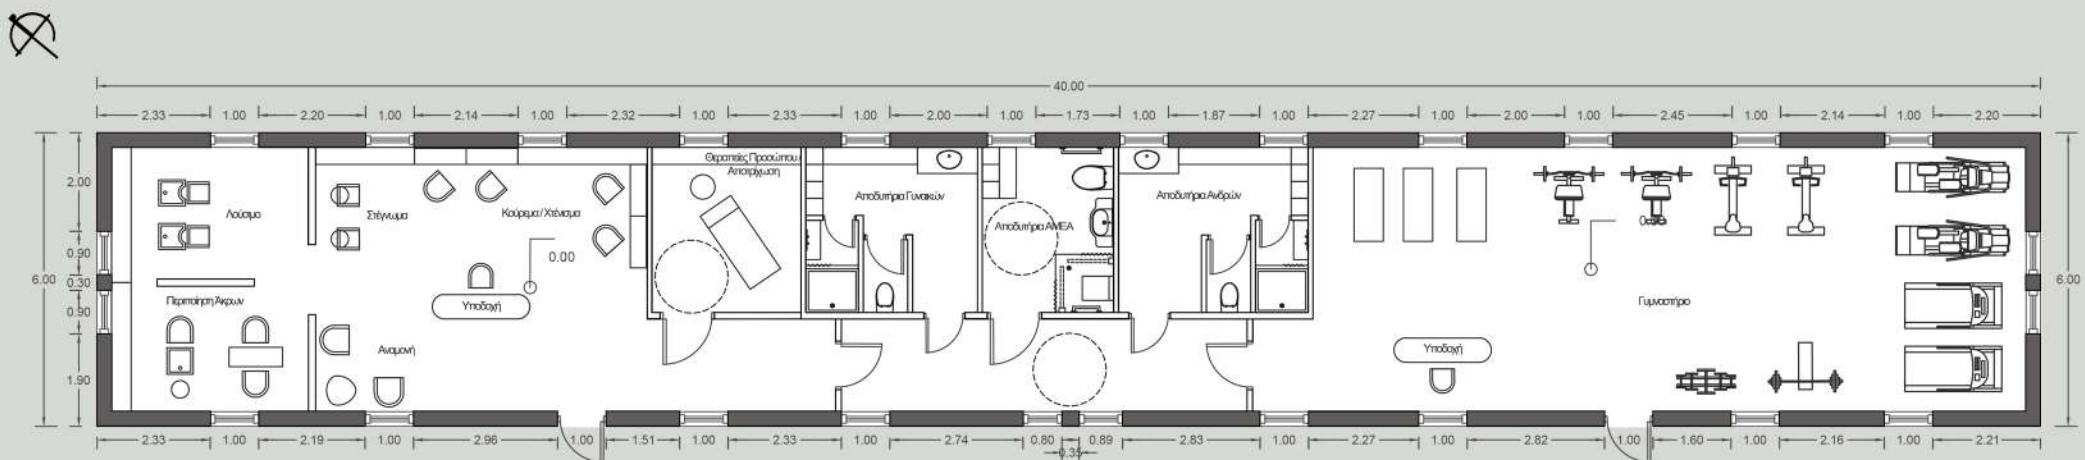 40.00
2.33 1.00 2.20 1.00 2.14 1.00 2.32 1.00 2.33 1.00 2.00 1.00 1.73 1.00 1.87 1.00 2.27 1.00 2.00 1.00 2.45 1.00 2.14 1.00 2.20
Θεραπείες Προσώπου /
Αποτρίχωση
2.00
Λούσιμο
Στέγνωμα
Κούρεμα / Χτένισμα
Αποδυτήρια Γυναικών
Αποδυτήρια ΑΜΕΑ
Αποδυτήρια Ανδρών
0.90
0.00
6.00
0.30
6.00
Περιποίηση Άκρων
Υποδοχή
Γυμναστήριο
0.90
Αναμονή
Υποδοχή
1.90
2.33 1.00 2.19 1.00 2.96 1.00 1.51 1.00 2.33 1.00 2.74 0.80 0.89 2.83 1.00 2.27 1.00 2.82 1.00 1.60 1.00 2.16 1.00 2.21
0.35